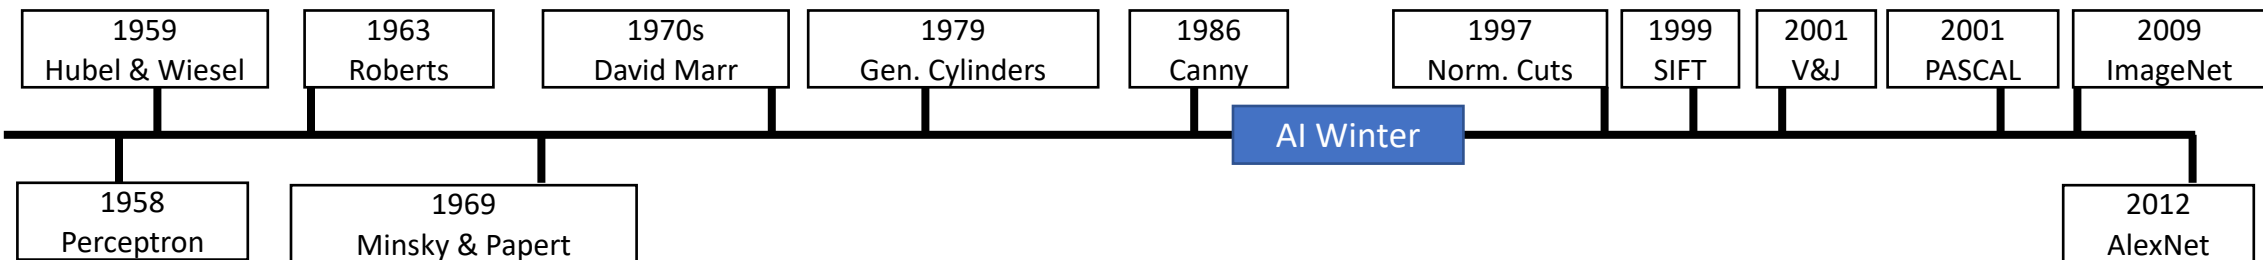 1959
Hubel & Wiesel
1963
Roberts
1970s
David Marr
1979
Gen. Cylinders
1986
Canny
1997
Norm. Cuts
1999
SIFT
2001
V&J
2001
PASCAL
2009
ImageNet
AI Winter
1958
Perceptron
1969
Minsky & Papert
2012
AlexNet